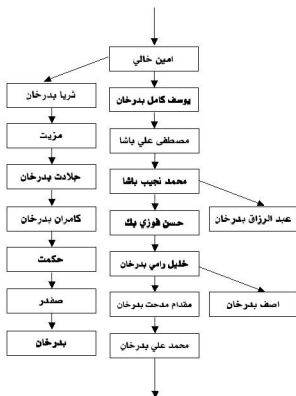 امين خالي
ثريا بدرخان
يوسف كامل بدرخان
مزيت
مصطفى علي باشا
جلادت بدرخان
محمد نجيب باشا
كامران بدرخان
حسن فوزي بك
عبد الرزاق بدرخان
حكمت
خليل رامي بدرخان
صفدر
مقدام مدحت بدرخان
اصف بدرخان
بدرخان
محمد علي بدرخان